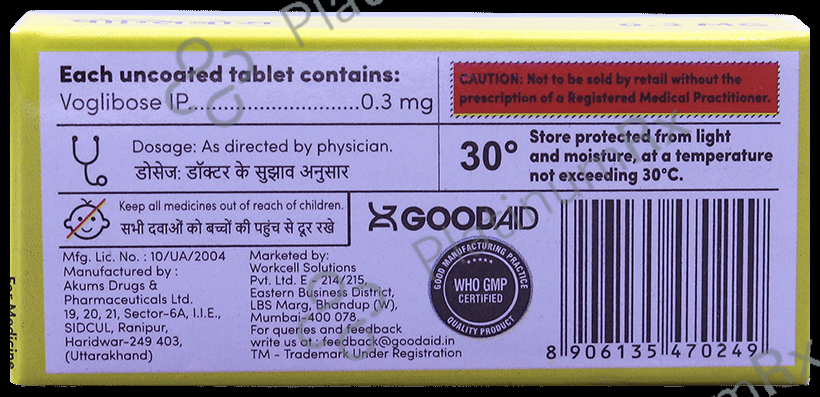 Each uncoated tablet contains:
Voglibose IP............................0.3 mg
CAUTION: Not to be sold by retail without the
prescription of a Registered Medical Practitioner.
Dosage: As directed by physician.
डोसेज: डॉक्टर के सुझाव अनुसार
30°
Store protected from light
and moisture, at a temperature
not exceeding 30°C.
Keep all medicines out of reach of children.
सभी दवाओं को बच्चों की पहुंच से दूर रखे
GOODAID
Mfg. Lic. No. : 10/UA/2004
Manufactured by :
Akums Drugs &
Pharmaceuticals Ltd.
19, 20, 21, Sector-6A, I.I.E.,
SIDCUL, Ranipur,
Haridwar-249 403,
(Uttarakhand)
Marketed by:
Workcell Solutions
Pvt. Ltd. E - 214/215,
Eastern Business District,
LBS Marg, Bhandup (W),
Mumbai-400 078.
For queries and feedback
write us at feedback@goodaid.in
TM - Trademark Under Registration
GOOD MANUFACTURING PRACTICE
WHO GMP
CERTIFIED
QUALITY PRODUCT
8 906135 470249
PlatinumRx
PlatinumRx